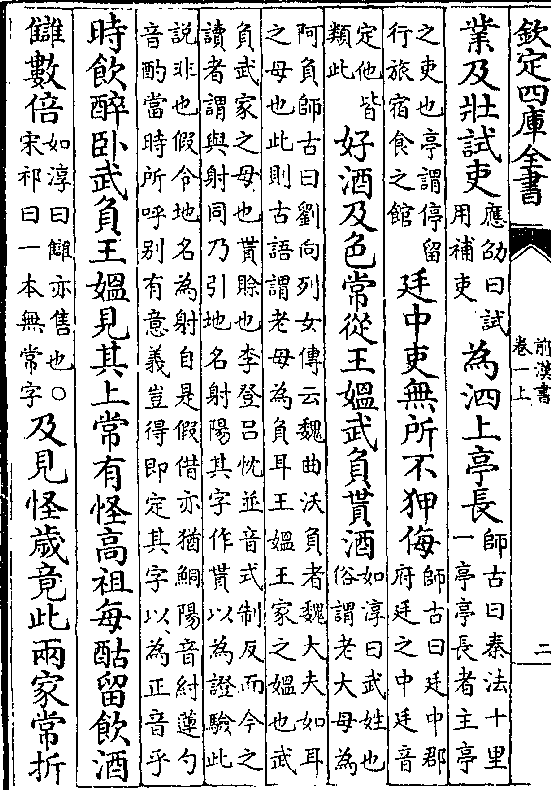 欽定四庫全書
前漢書
卷一上
二
業及壯試吏應劭曰試用補吏為泗上亭長師古曰秦法十里一亭亭長者主亭
之吏也亭謂停留行旅宿食之館廷中吏無所不狎侮師古曰廷中郡府廷之中廷音
定他皆類此好酒及色常從王媼武負貰酒如淳曰武姓也俗謂老大母為
阿負師古曰劉向列女傳云魏曲沃負者魏大夫如耳
之母也此則古語謂老母為負耳王媼王家之媼也武
負武家之母也貰賒也李登呂忱並音式制反而今之
讀者謂與射同乃引地名射陽其字作貰以為證驗此
說非也假令地名為射自是假借亦猶鮦陽音紂蓮勺
音酌當時所呼別有意義豈得即定其字以為正音乎
時飲醉卧武負王媼見其上常有怪高祖每酤留飲酒
讎數倍如淳曰讎亦售也○宋祁曰一本無常字及見怪歲竟此兩家常折